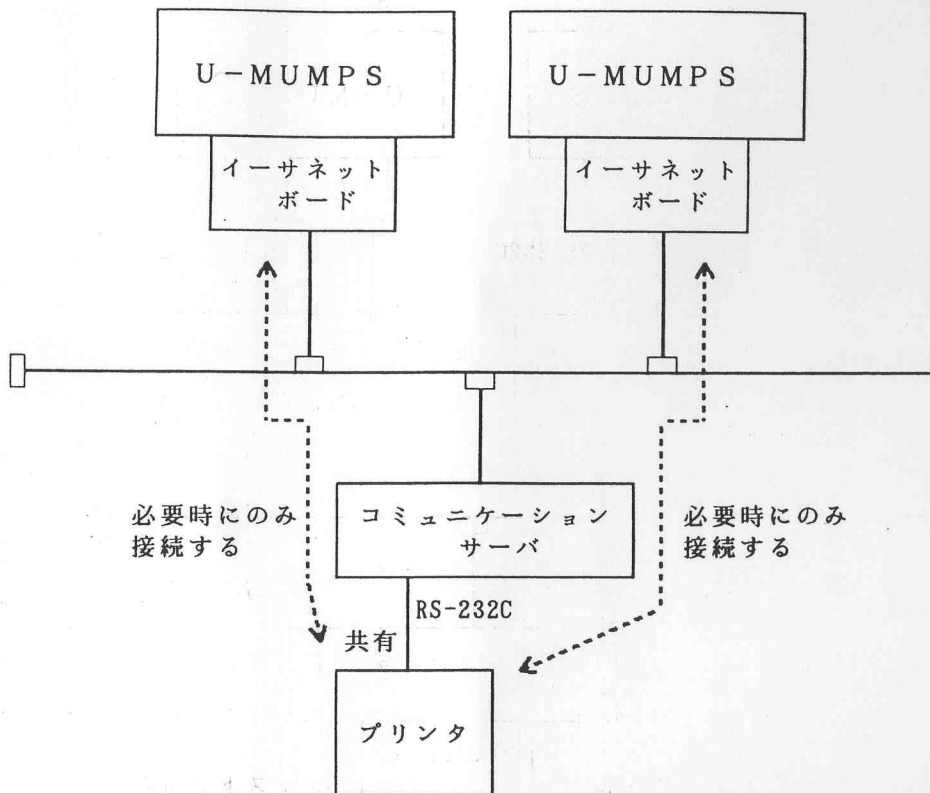 U-MUMPS
U-MUMPS
イーサネット
ボード
イーサネット
ボード
必要時にのみ
接続する
コミュニケーション
サーバ
必要時にのみ
接続する
RS-232C
共有
プリンタ